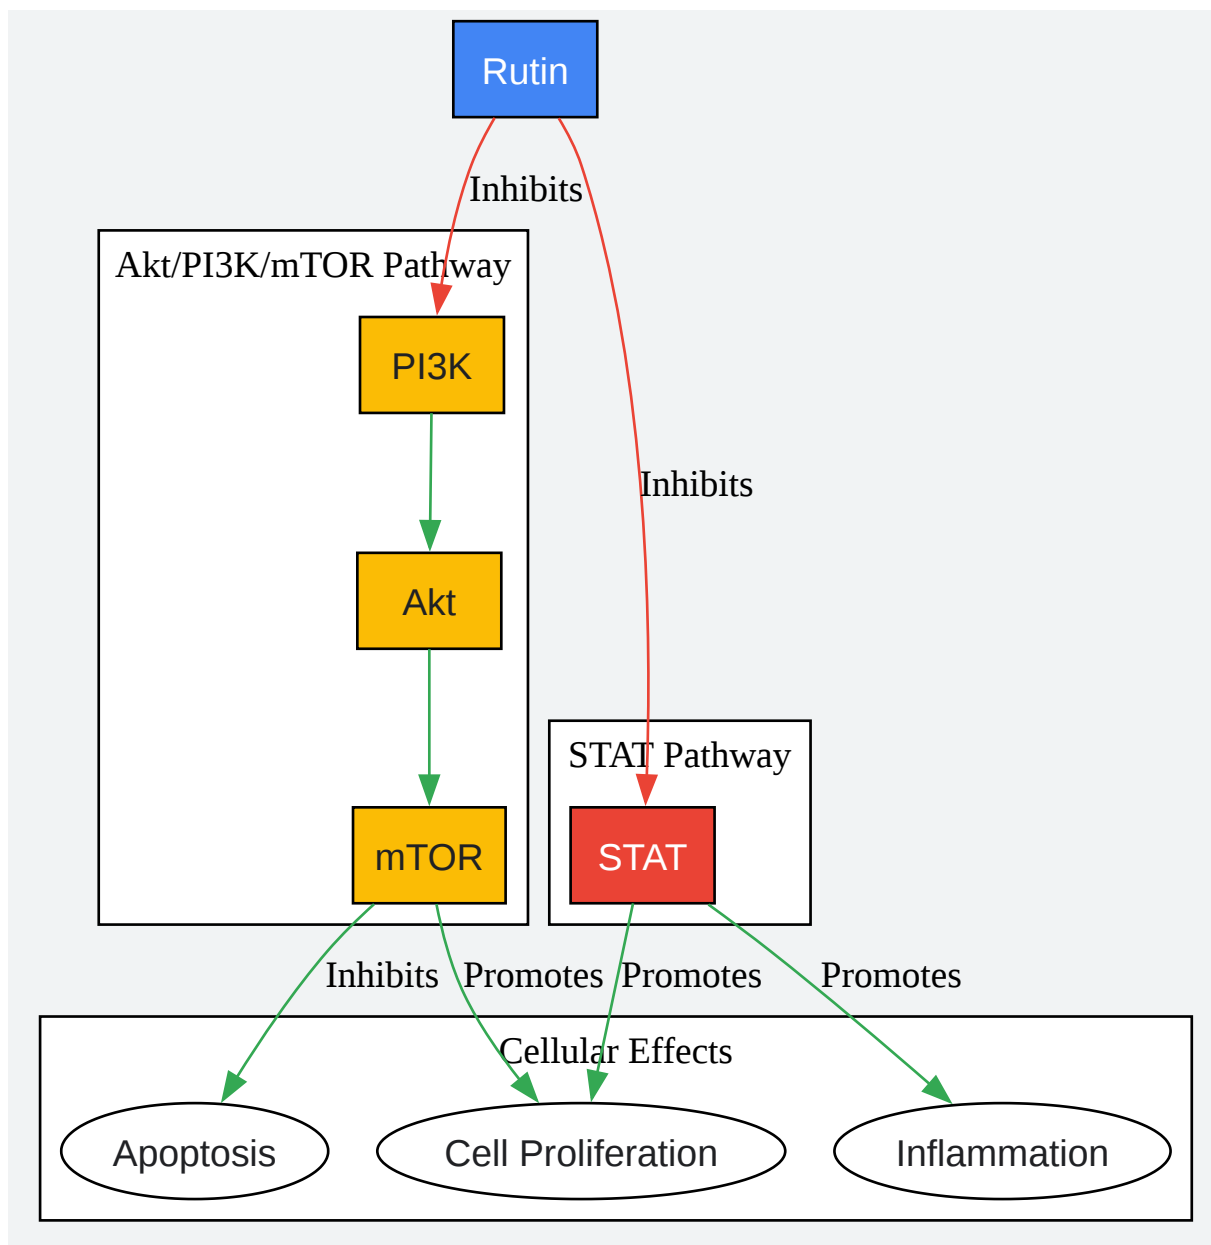 Rutin
Inhibits
Akt/PI3K/mTOR Pathway
PI3K
Inhibits
Akt
STAT Pathway
mTOR
STAT
Inhibits
Promotes
Promotes
Promotes
Cellular Effects
Apoptosis
Cell Proliferation
Inflammation